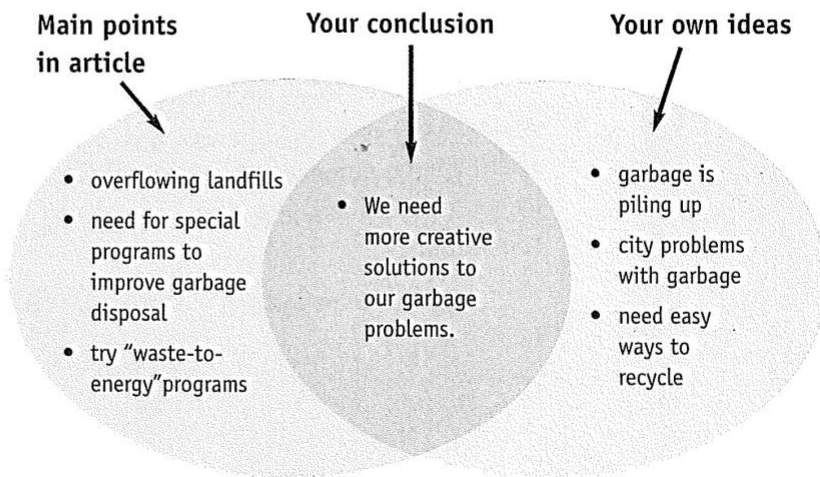 Main points
in article
Your conclusion
Your own ideas
• overflowing landfills
• need for special
programs to
improve garbage
disposal
• try "waste-to-
energy"programs
• We need
more creative
solutions to
our garbage
problems.
• garbage is
piling up
• city problems
with garbage
• need easy
ways to
recycle